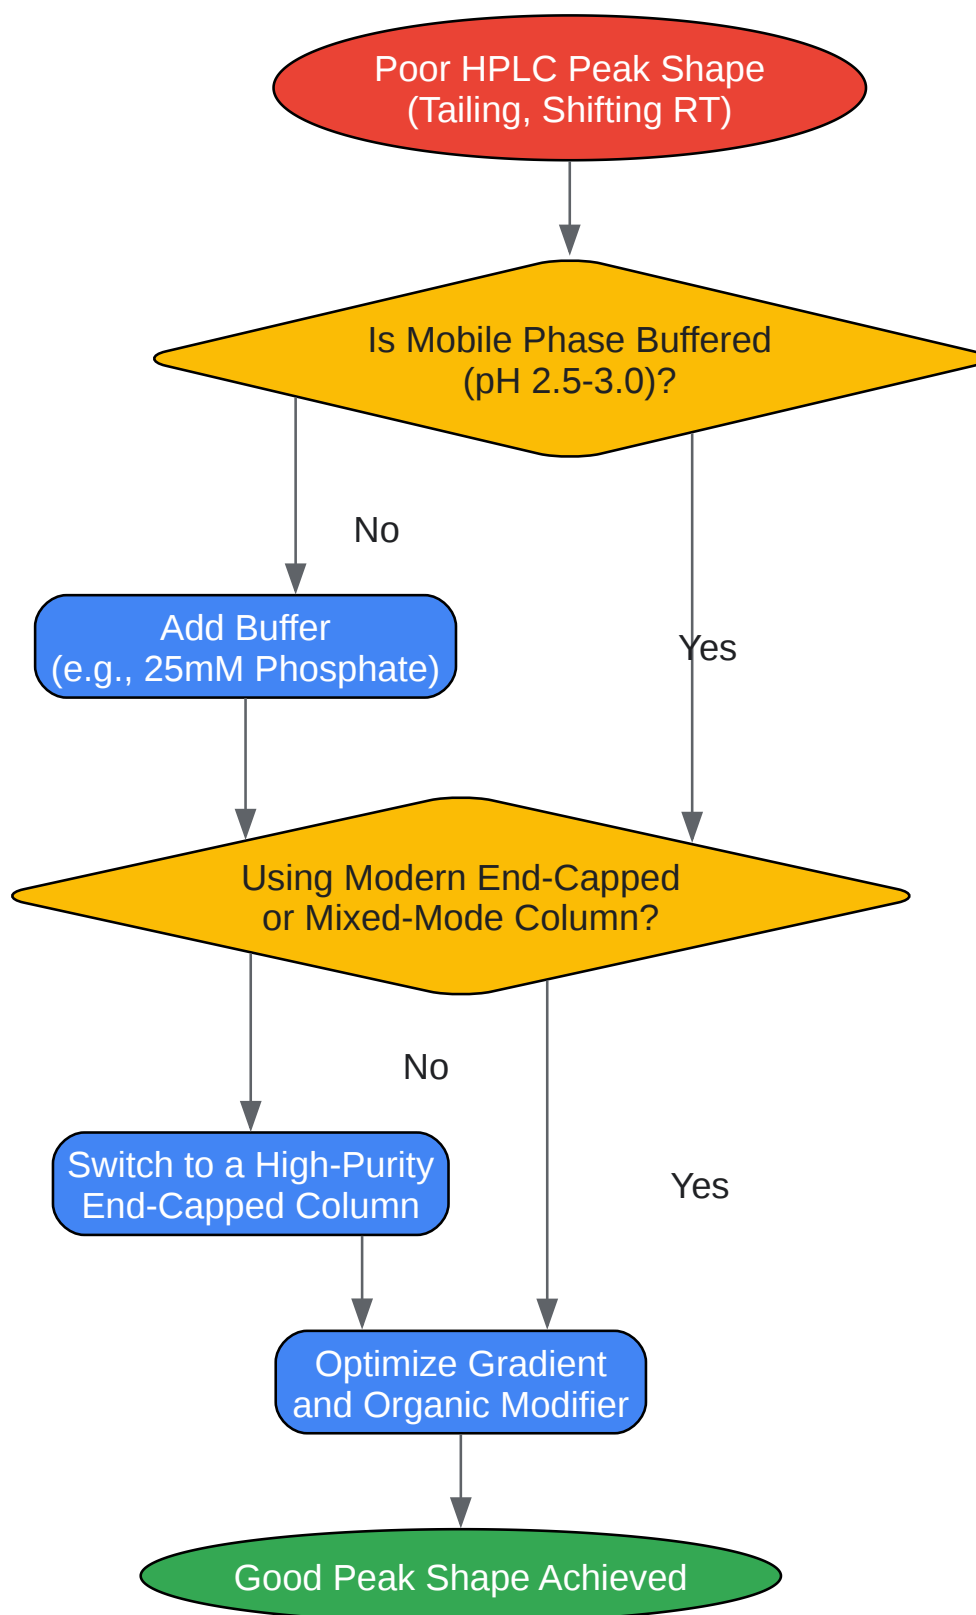 Poor HPLC Peak Shape
(Tailing, Shifting RT)
Is Mobile Phase Buffered
(pH 2.5-3.0)?
No
Add Buffer
(e.g., 25mM Phosphate)
Yes
Using Modern End-Capped
or Mixed-Mode Column?
No
Switch to a High-Purity
End-Capped Column
Yes
Optimize Gradient
and Organic Modifier
Good Peak Shape Achieved